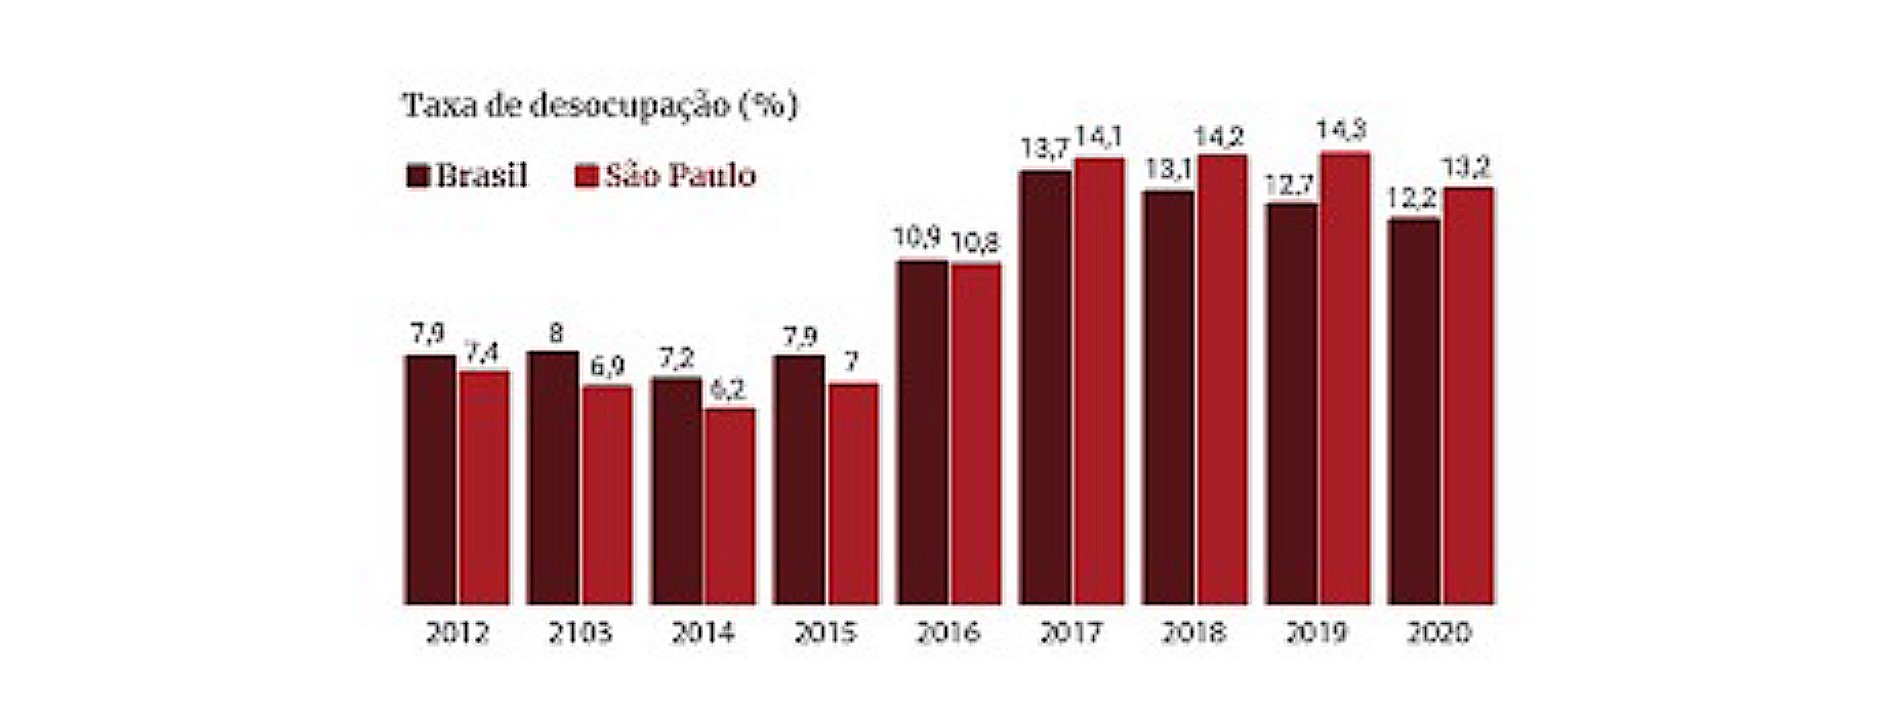 Taxa de desocupação (%)
Brasil São Paulo
7,9 7,4 8 6,9 7,2 6,2 7,9 7 10,9 10,8 13,7 14,1 13,1 14,2 12,7 14,3 12,2 13,2
2012 2103 2014 2015 2016 2017 2018 2019 2020